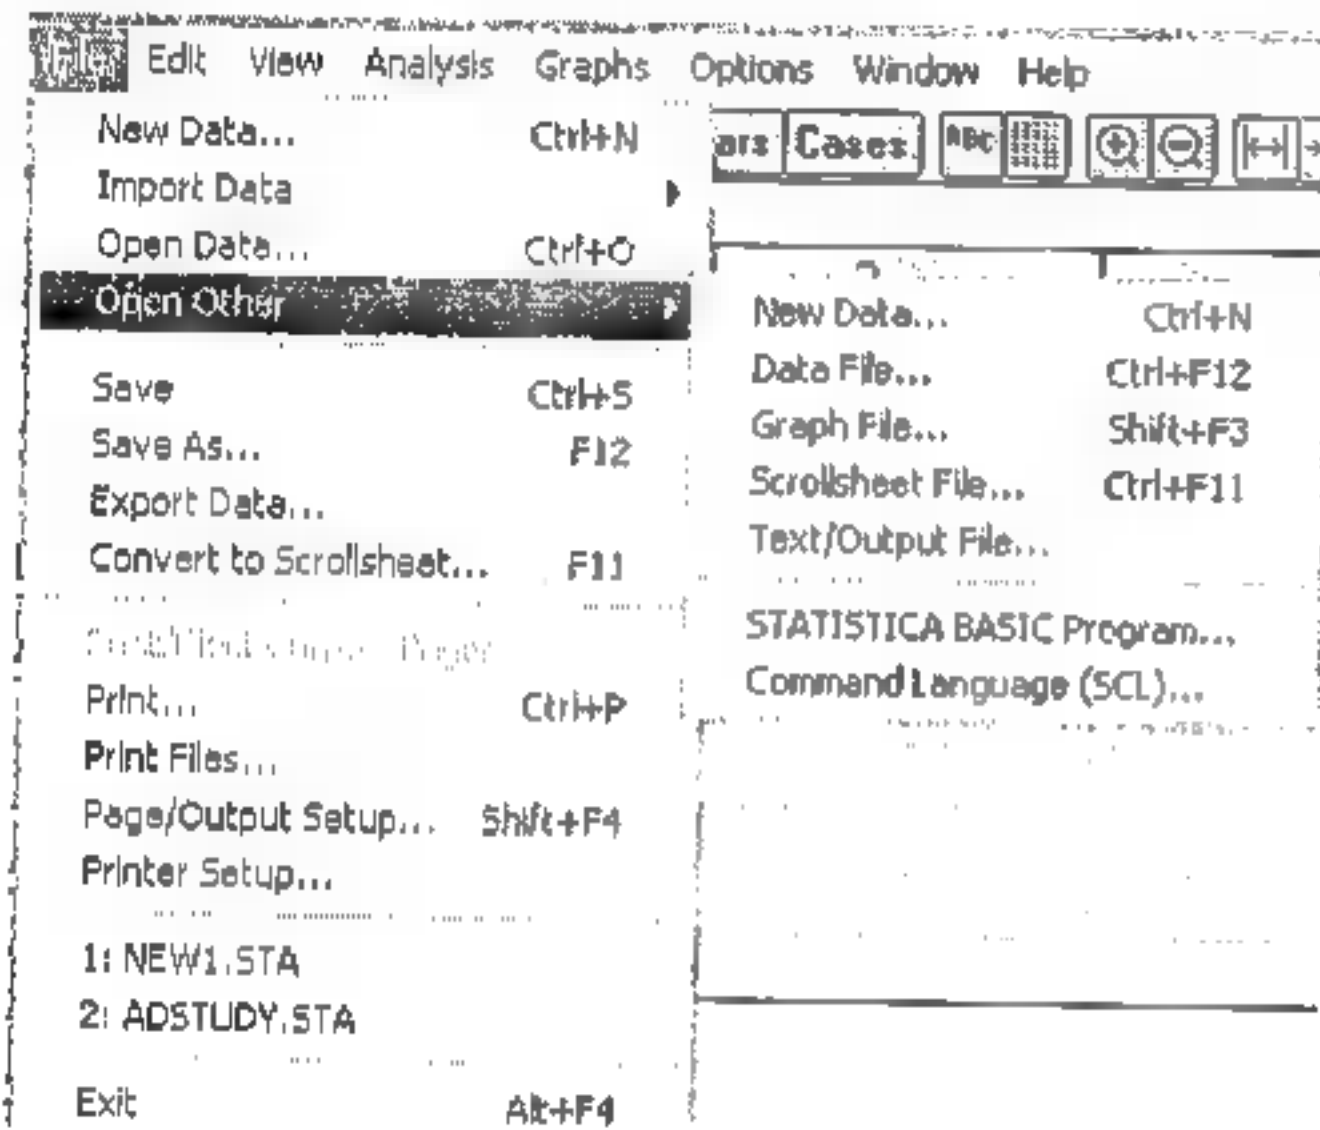 File Edit View Analysis Graphs Options Window Help
ars Cases ABC
New Data... Ctrl+N
Import Data
Open Data... Ctrl+O
Open Other
Save Ctrl+S
Save As... F12
Export Data...
Convert to Scrollsheet... F11
Print... Ctrl+P
Print Files...
Page/Output Setup... Shift+F4
Printer Setup...
1: NEW1.STA
2: ADSTUDY.STA
Exit Alt+F4
New Data... Ctrl+N
Data File... Ctrl+F12
Graph File... Shift+F3
Scrollsheet File... Ctrl+F11
Text/Output File...
STATISTICA BASIC Program...
Command Language (SCL)...